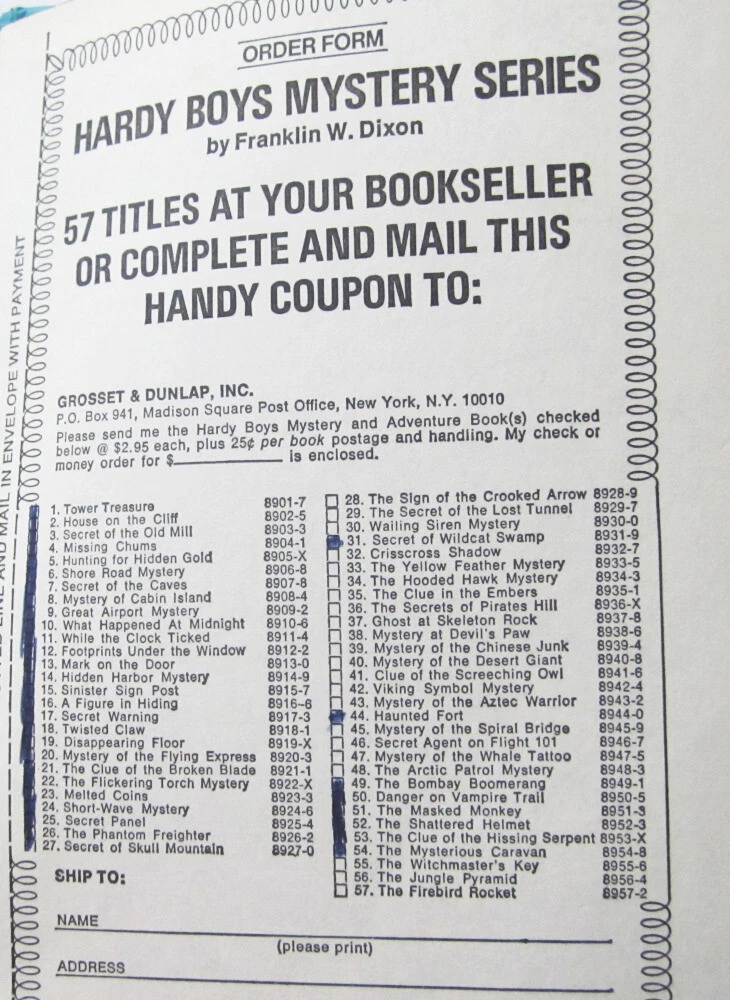 ORDER FORM
HARDY BOYS MYSTERY SERIES
by Franklin W. Dixon
57 TITLES AT YOUR BOOKSELLER
OR COMPLETE AND MAIL THIS
HANDY COUPON TO:
GROSSET & DUNLAP, INC.
P.O. Box 941, Madison Square Post Office, New York, N.Y. 10010
Please send me the Hardy Boys Mystery and Adventure Book(s) checked
below @ $2.95 each, plus 25¢ per book postage and handling. My check or
money order for $ is enclosed.
1. Tower Treasure 8901-7
2. House on the Cliff 8902-5
3. Secret of the Old Mill 8903-3
4. Missing Chums 8904-1
5. Hunting for Hidden Gold 8905-X
6. Shore Road Mystery 8906-8
7. Secret of the Caves 8907-8
8. Mystery of Cabin Island 8908-4
9. Great Airport Mystery 8909-2
10. What Happened At Midnight 8910-6
11. While the Clock Ticked 8911-4
12. Footprints Under the Window 8912-2
13. Mark on the Door 8913-0
14. Hidden Harbor Mystery 8914-9
15. Sinister Sign Post 8915-7
16. A Figure in Hiding 8916-6
17. Secret Warning 8917-3
18. Twisted Claw 8918-1
19. Disappearing Floor 8919-X
20. Mystery of the Flying Express 8920-3
21. The Clue of the Broken Blade 8921-1
22. The Flickering Torch Mystery 8922-X
23. Melted Coins 8923-3
24. Short-Wave Mystery 8924-6
25. Secret Panel 8925-4
26. The Phantom Freighter 8926-2
27. Secret of Skull Mountain 8927-0
28. The Sign of the Crooked Arrow 8928-9
29. The Secret of the Lost Tunnel 8929-7
30. Wailing Siren Mystery 8930-0
31. Secret of Wildcat Swamp 8931-9
32. Crisscross Shadow 8932-7
33. The Yellow Feather Mystery 8933-5
34. The Hooded Hawk Mystery 8934-3
35. The Clue in the Embers 8935-1
36. The Secrets of Pirates Hill 8936-X
37. Ghost at Skeleton Rock 8937-8
38. Mystery at Devil's Paw 8938-6
39. Mystery of the Chinese Junk 8939-4
40. Mystery of the Desert Giant 8940-8
41. Clue of the Screeching Owl 8941-6
42. Viking Symbol Mystery 8942-4
43. Mystery of the Aztec Warrior 8943-2
44. Haunted Fort 8944-0
45. Mystery of the Spiral Bridge 8945-9
46. Secret Agent on Flight 101 8946-7
47. Mystery of the Whale Tattoo 8947-5
48. The Arctic Patrol Mystery 8948-3
49. The Bombay Boomerang 8949-1
50. Danger on Vampire Trail 8950-5
51. The Masked Monkey 8951-3
52. The Shattered Helmet 8952-3
53. The Clue of the Hissing Serpent 8953-X
54. The Mysterious Caravan 8954-8
55. The Witchmaster's Key 8955-6
56. The Jungle Pyramid 8956-4
57. The Firebird Rocket 8957-2
SHIP TO:
NAME
(please print)
ADDRESS
LINE AND MAIL IN ENVELOPE WITH PAYMENT